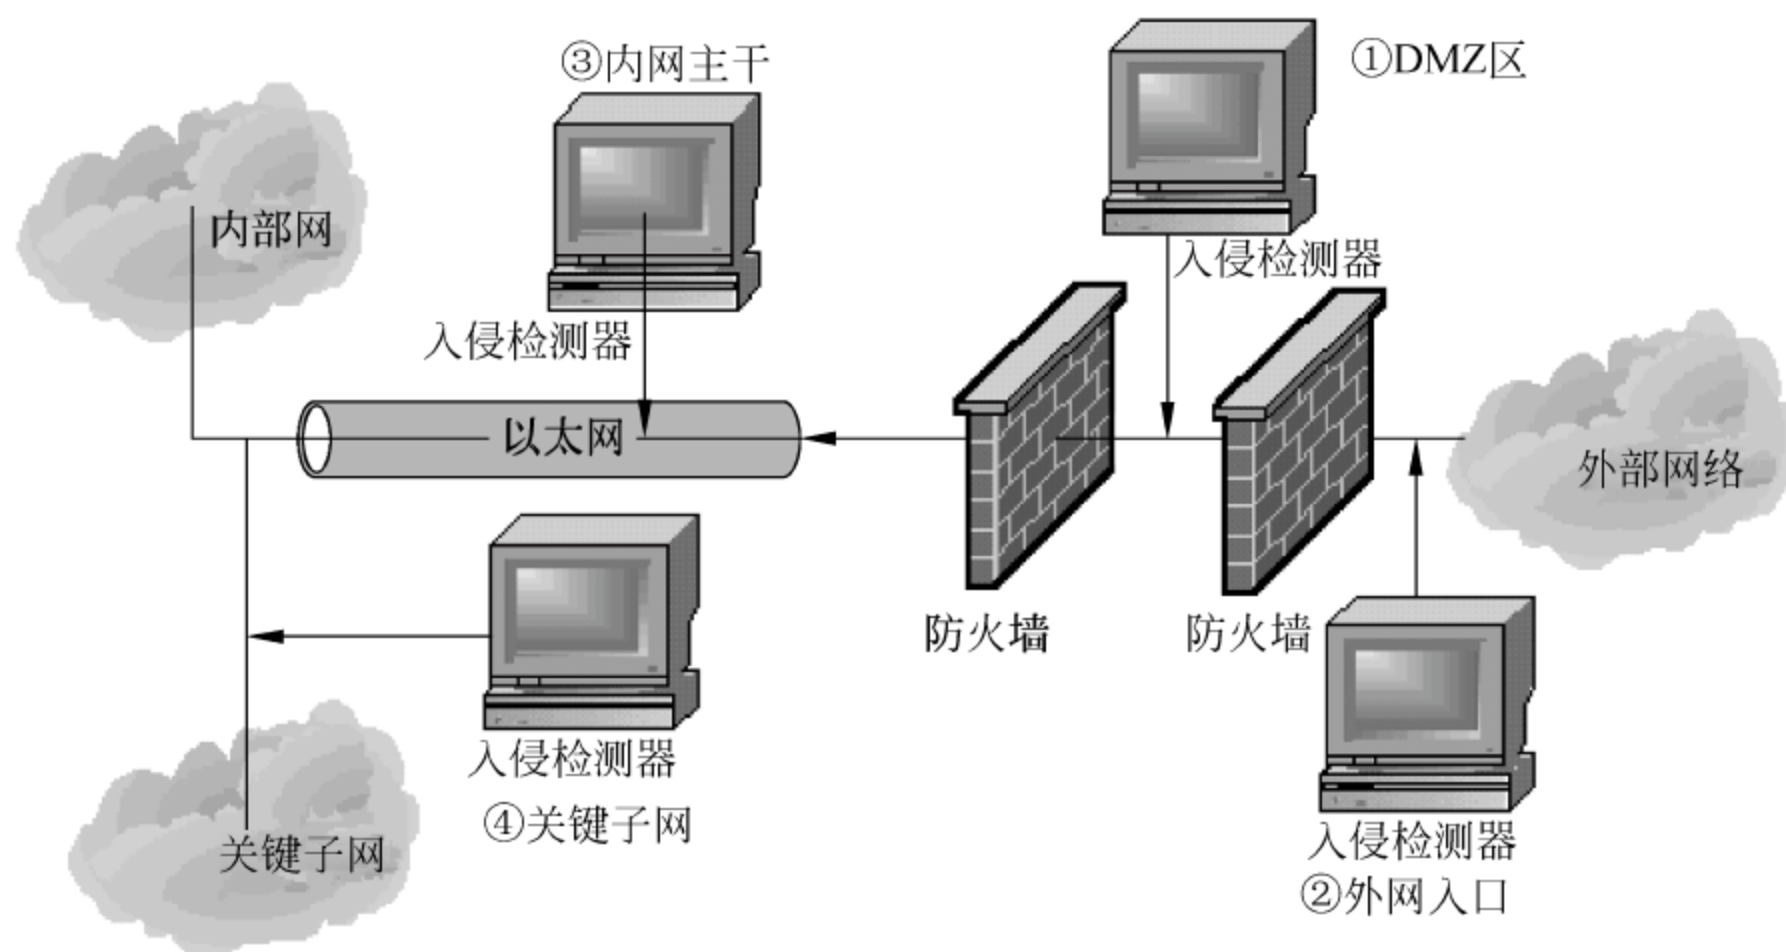 ③内网主干
①DMZ区
内部网
入侵检测器
入侵检测器
以太网
外部网络
防火墙
防火墙
入侵检测器
④关键子网
关键子网
入侵检测器
②外网入口